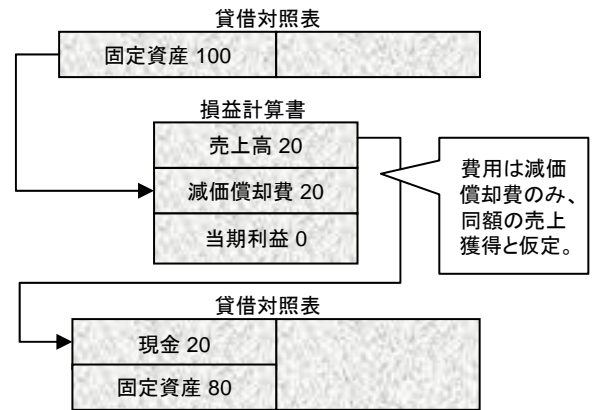 貸借対照表
固定資産 100
損益計算書
売上高 20
減価償却費 20
当期利益 0
費用は減価
償却費のみ、
同額の売上
獲得と仮定。
貸借対照表
現金 20
固定資産 80